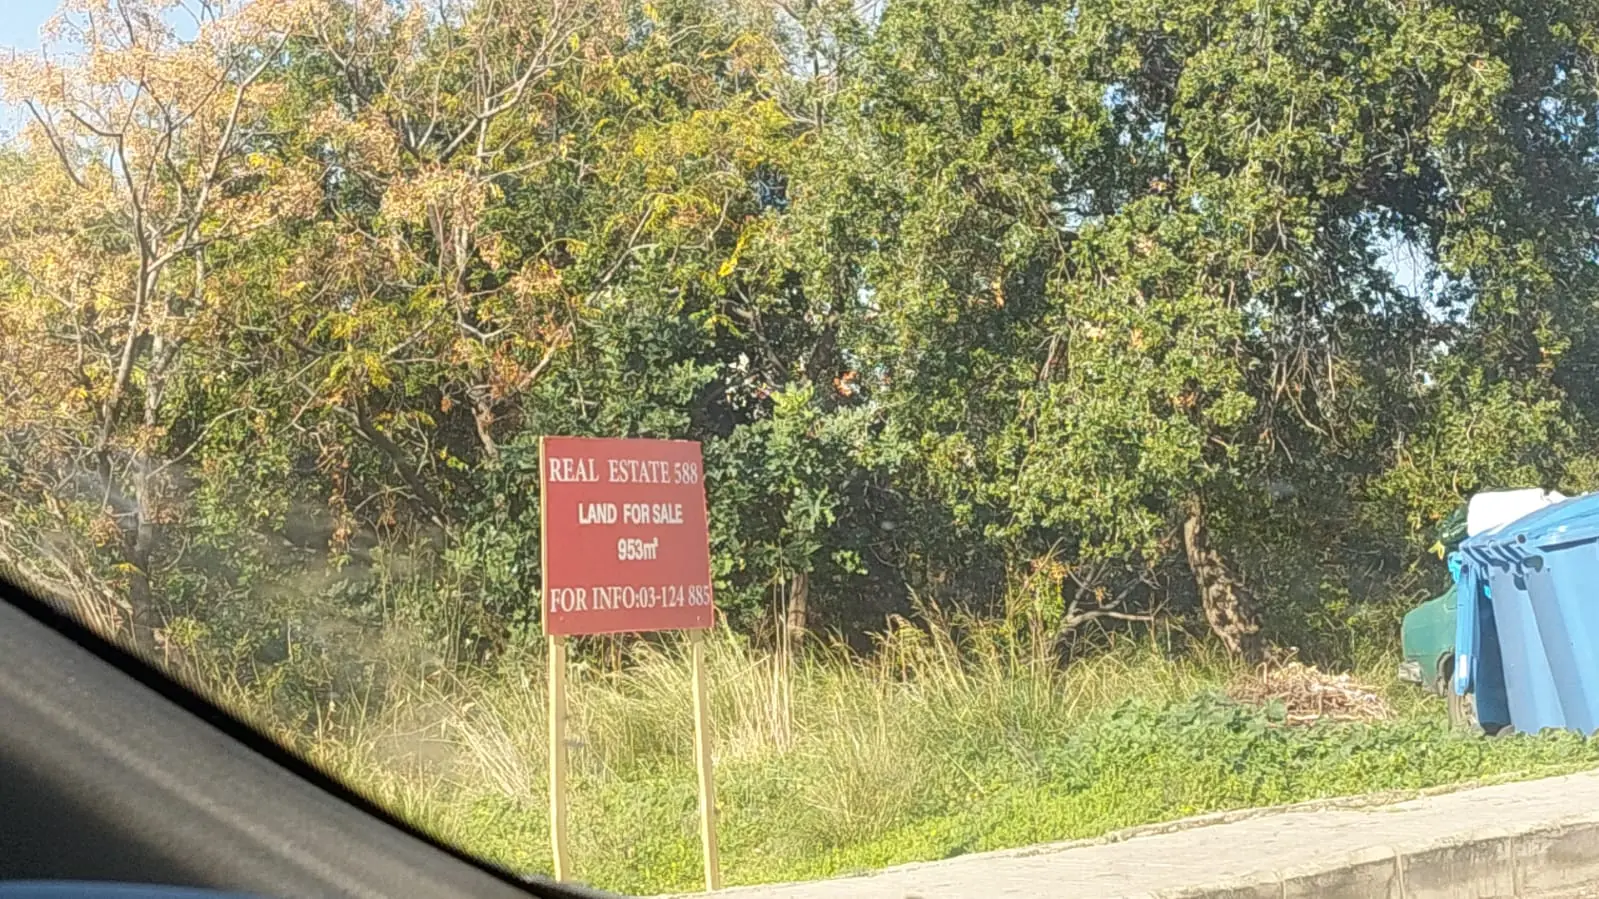 REAL ESTATE 588
LAND FOR SALE
953m²
FOR INFO:03-124 885